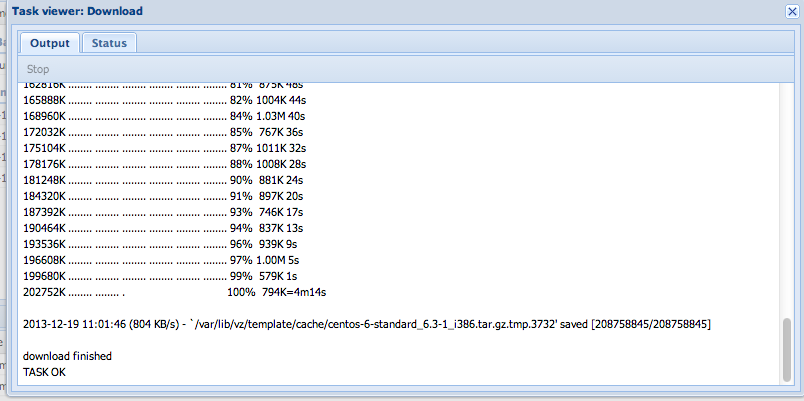 Task viewer: Download
Output
Status
Stop
162816K ........ ........ ........ ........ ........ ........ 81% 875K 48s
165888K ........ ........ ........ ........ ........ ........ 82% 1004K 44s
168960K ........ ........ ........ ........ ........ ........ 84% 1.03M 40s
172032K ........ ........ ........ ........ ........ ........ 85% 767K 36s
175104K ........ ........ ........ ........ ........ ........ 87% 1011K 32s
178176K ........ ........ ........ ........ ........ ........ 88% 1008K 28s
181248K ........ ........ ........ ........ ........ ........ 90% 881K 24s
184320K ........ ........ ........ ........ ........ ........ 91% 897K 20s
187392K ........ ........ ........ ........ ........ ........ 93% 746K 17s
190464K ........ ........ ........ ........ ........ ........ 94% 837K 13s
193536K ........ ........ ........ ........ ........ ........ 96% 939K 9s
196608K ........ ........ ........ ........ ........ ........ 97% 1.00M 5s
199680K ........ ........ ........ ........ ........ ........ 99% 579K 1s
202752K ........ ........ . 100% 794K=4m14s
2013-12-19 11:01:46 (804 KB/s) - `/var/lib/vz/template/cache/centos-6-standard_6.3-1_i386.tar.gz.tmp.3732' saved [208758845/208758845]
download finished
TASK OK